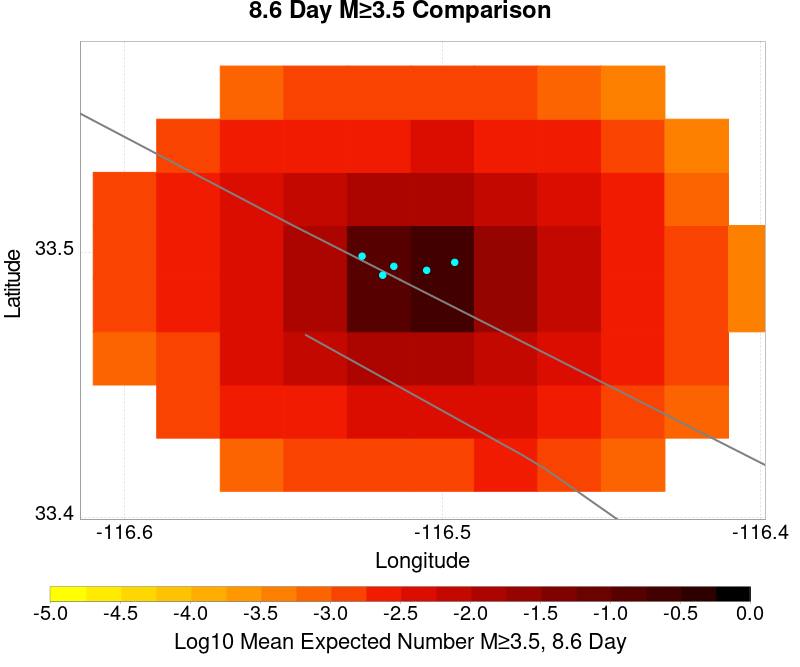 8.6 Day M≥3.5 Comparison
Latitude
33.5
33.4
-116.6 -116.5 -116.4
Longitude
-5.0 -4.5 -4.0 -3.5 -3.0 -2.5 -2.0 -1.5 -1.0 -0.5 0.0
Log10 Mean Expected Number M≥3.5, 8.6 Day